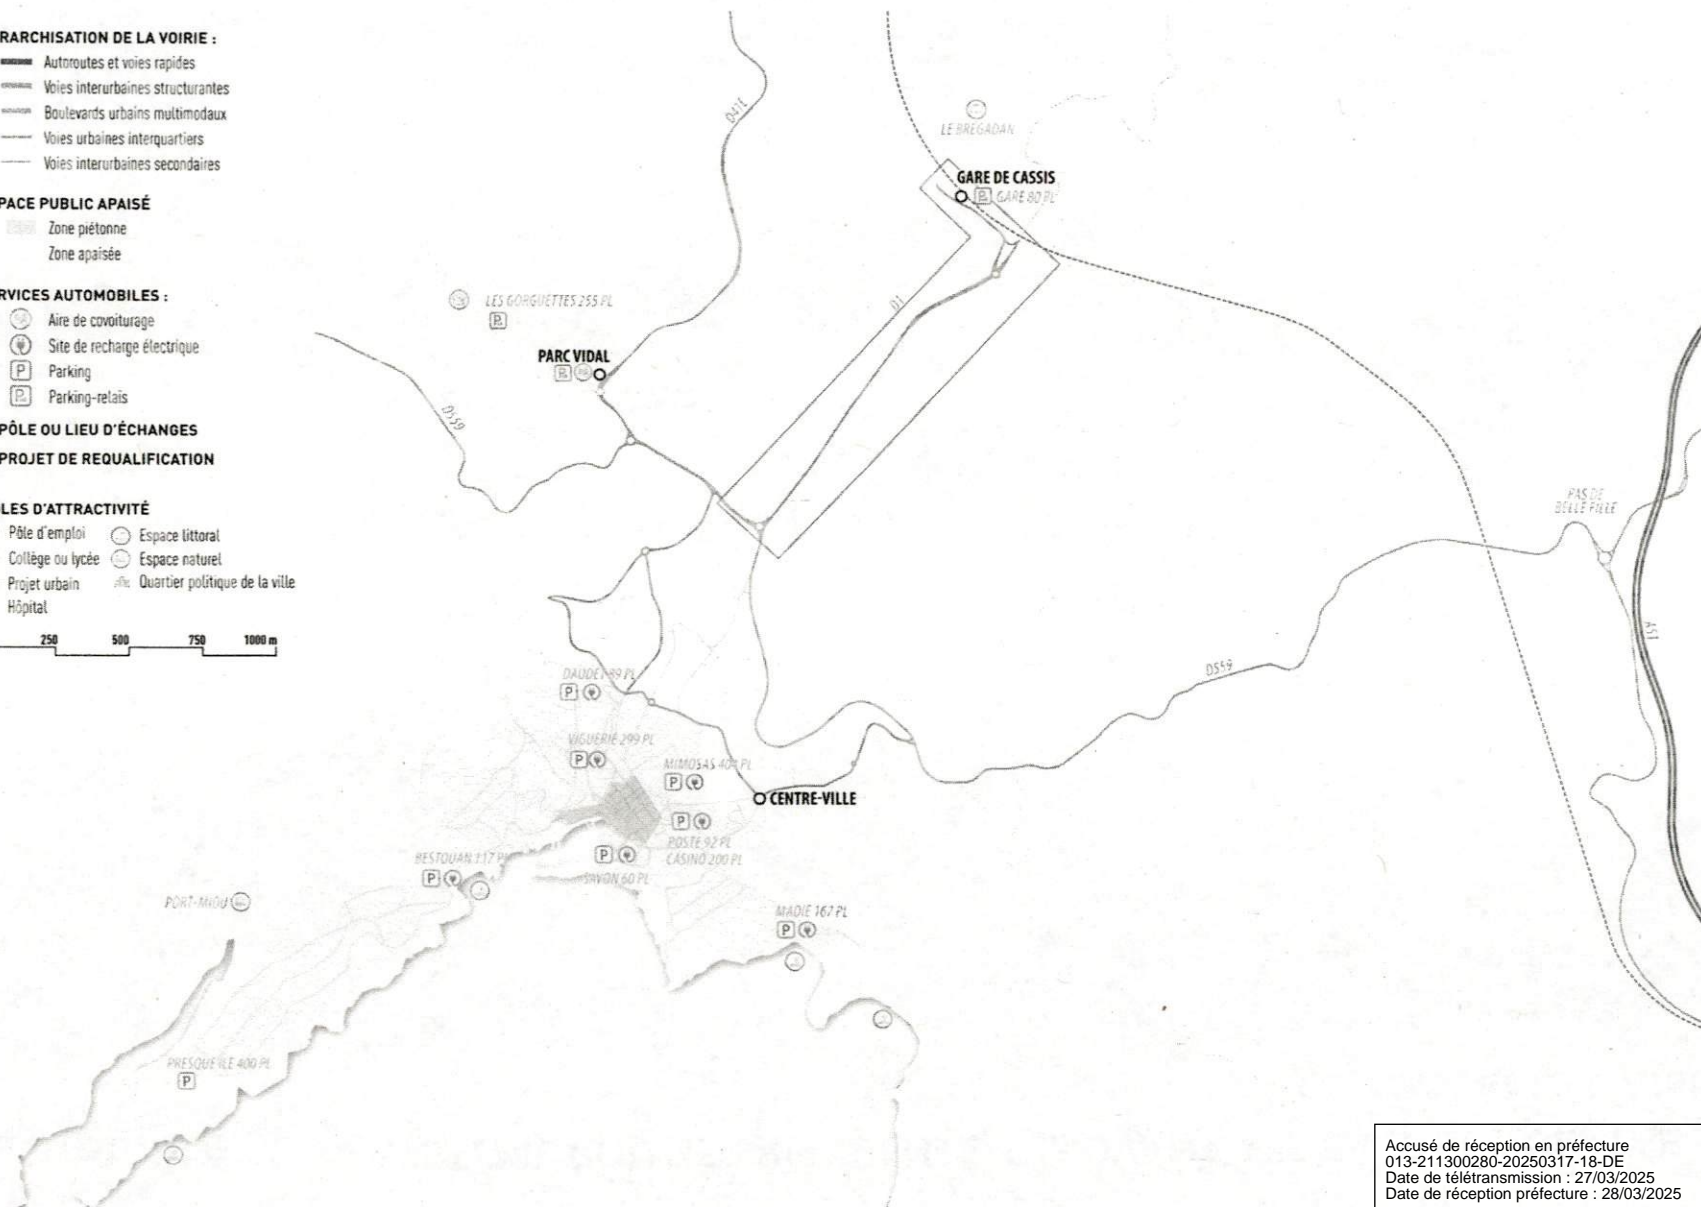 RARCHISATION DE LA VOIRIE :
Autoroutes et voies rapides
Voies interurbaines structurantes
Boulevards urbains multimodaux
Voies urbaines interquartiers
Voies interurbaines secondaires
PACE PUBLIC APAISÉ
Zone piétonne
Zone apaisée
RVICES AUTOMOBILES :
Aire de covoiturage
Site de recharge électrique
P Parking
P Parking-relais
PÔLE OU LIEU D'ÉCHANGES
PROJET DE REQUALIFICATION
LES D'ATTRACTIVITÉ
Pôle d'emploi
Espace littoral
Collège ou lycée
Espace naturel
Projet urbain
Quartier politique de la ville
Hôpital
250 500 750 1000 m
D41E
LE BRÉGADAN
GARE DE CASSIS
P GARE 80 PL
D1
LES GORGUETTES 255 PL
P
PARC VIDAL
P
D559
PAS DE
BELLE FILLE
A51
D559
DAUDET 89 PL
P
VIGUERIE 299 PL
P
MIMOSAS 404 PL
P
CENTRE-VILLE
P
POSTE 92 PL
CASINO 200 PL
P
SAVON 60 PL
BESTOUAN 117 PL
P
PORT-MIOU
MADIE 167 PL
P
PRESQU'ILE 400 PL
P
Accusé de réception en préfecture
013-211300280-20250317-18-DE
Date de télétransmission : 27/03/2025
Date de réception préfecture : 28/03/2025